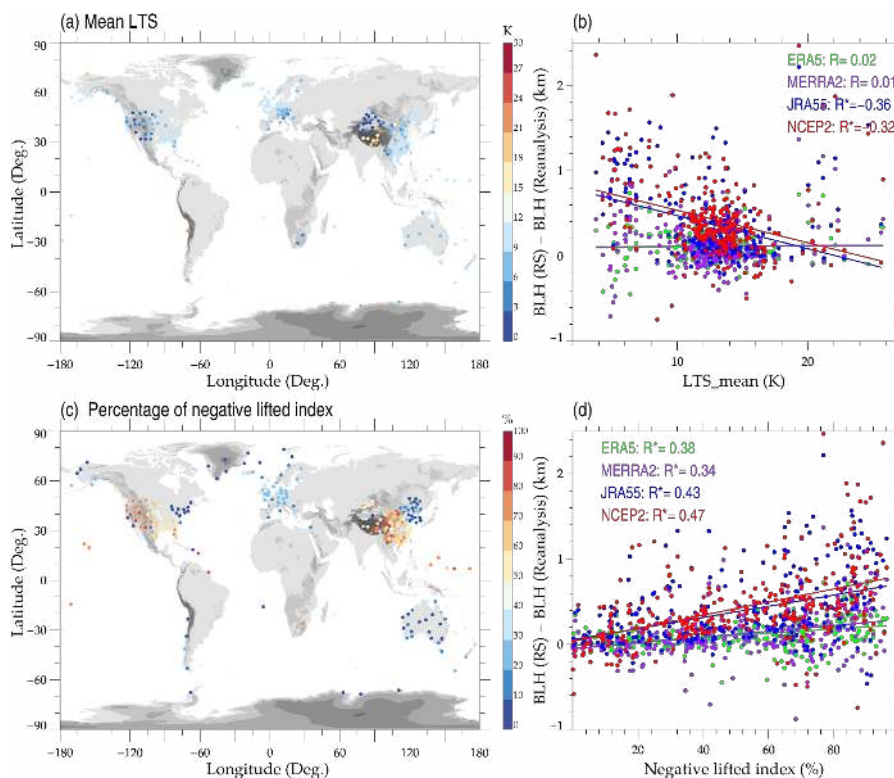 (a) Mean LTS
K
90
60
30
0
−30
−60
−90
Latitude (Deg.)
−180 −120 −60 0 60 120 180
Longitude (Deg.)
30
27
24
21
18
15
12
9
6
3
0
(b)
ERA5: R= 0.02
MERRA2: R= 0.01
JRA55: R*=−0.36
NCEP2: R*=−0.32
2
1
0
−1
BLH (RS) − BLH (Reanalysis) (km)
10 20
LTS_mean (K)
(c) Percentage of negative lifted index
%
90
60
30
0
−30
−60
−90
Latitude (Deg.)
−180 −120 −60 0 60 120 180
Longitude (Deg.)
100
90
80
70
60
50
40
30
20
10
0
(d)
ERA5: R*= 0.38
MERRA2: R*= 0.34
JRA55: R*= 0.43
NCEP2: R*= 0.47
2
1
0
−1
BLH (RS) − BLH (Reanalysis) (km)
0 20 40 60 80
Negative lifted index (%)